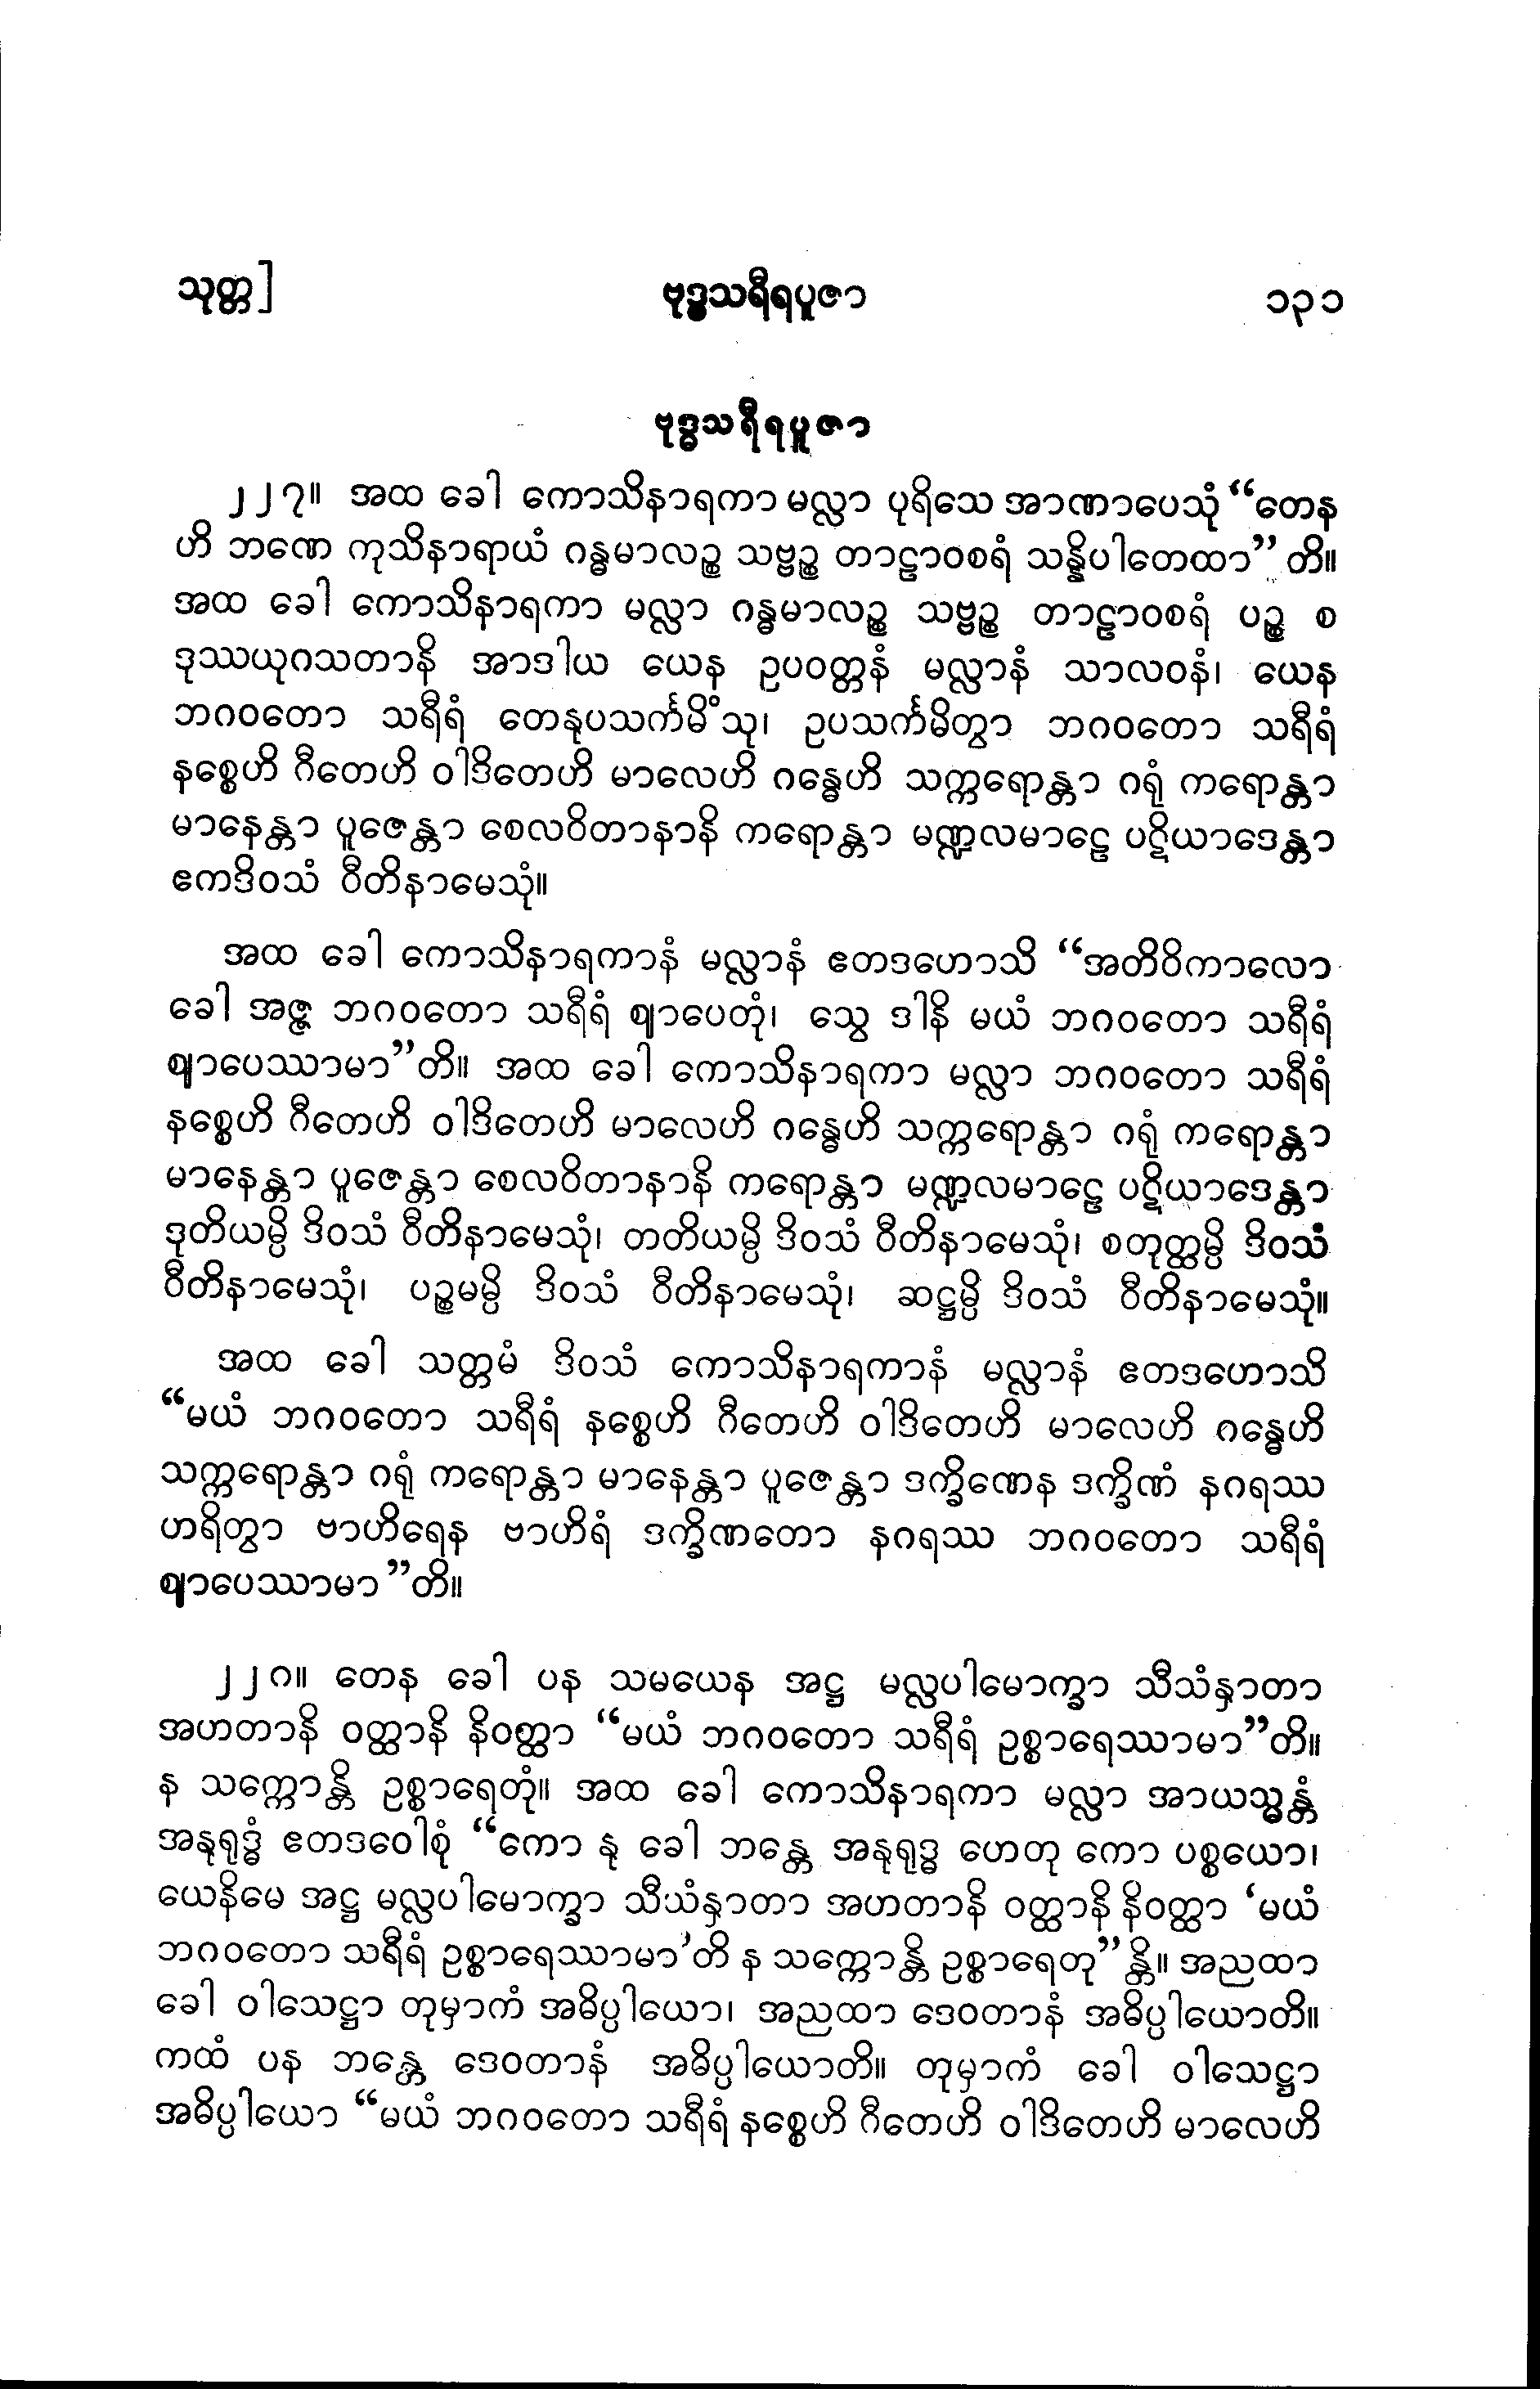 သုတ္တ]
ဗုဒ္ဓသရီရပူဇာ
၁၃၁
ဗုဒ္ဓသရီရပူဇာ
၂၂၇။ အထ ခေါ ကောသိနာရကာ မလ္လာ ပုရိသေ အာဏာပေသုံ “တေန
ဟိ ဘဏေ ကုသိနာရာယံ ဂန္ဓမာလဉ္စ သဗ္ဗဉ္စ တာဠာဝစရံ သန္နိပါတေထာ” တိ။
အထ ခေါ ကောသိနာရကာ မလ္လာ ဂန္ဓမာလဉ္စ သဗ္ဗဉ္စ တာဠာဝစရံ ပဉ္စ စ
ဒုဿယုဂသတာနိ အာဒါယ ယေန ဥပဝတ္တနံ မလ္လာနံ သာလဝနံ၊ ယေန
ဘဂဝတော သရီရံ တေနုပသင်္ကမိံသု၊ ဥပသင်္ကမိတွာ ဘဂဝတော သရီရံ
နစ္စေဟိ ဂီတေဟိ ဝါဒိတေဟိ မာလေဟိ ဂန္ဓေဟိ သက္ကရောန္တာ ဂရုံ ကရောန္တာ
မာနေန္တာ ပူဇေန္တာ စေလဝိတာနာနိ ကရောန္တာ မဏ္ဍလမာဠေ ပဋိယာဒေန္တာ
ဧကဒိဝသံ ဝီတိနာမေသုံ။
အထ ခေါ ကောသိနာရကာနံ မလ္လာနံ ဧတဒဟောသိ “အတိဝိကာလော
ခေါ အဇ္ဇ ဘဂဝတော သရီရံ ဈာပေတုံ၊ သွေ ဒါနိ မယံ ဘဂဝတော သရီရံ
ဈာပေဿာမာ”တိ။ အထ ခေါ ကောသိနာရကာ မလ္လာ ဘဂဝတော သရီရံ
နစ္စေဟိ ဂီတေဟိ ဝါဒိတေဟိ မာလေဟိ ဂန္ဓေဟိ သက္ကရောန္တာ ဂရုံ ကရောန္တာ
မာနေန္တာ ပူဇေန္တာ စေလဝိတာနာနိ ကရောန္တာ မဏ္ဍလမာဠေ ပဋိယာဒေန္တာ
ဒုတိယမ္ပိ ဒိဝသံ ဝီတိနာမေသုံ၊ တတိယမ္ပိ ဒိဝသံ ဝီတိနာမေသုံ၊ စတုတ္ထမ္ပိ ဒိဝသံ
ဝီတိနာမေသုံ၊ ပဉ္စမမ္ပိ ဒိဝသံ ဝီတိနာမေသုံ၊ ဆဋ္ဌမ္ပိ ဒိဝသံ ဝီတိနာမေသုံ။
အထ ခေါ သတ္တမံ ဒိဝသံ ကောသိနာရကာနံ မလ္လာနံ ဧတဒဟောသိ
“မယံ ဘဂဝတော သရီရံ နစ္စေဟိ ဂီတေဟိ ဝါဒိတေဟိ မာလေဟိ ဂန္ဓေဟိ
သက္ကရောန္တာ ဂရုံ ကရောန္တာ မာနေန္တာ ပူဇေန္တာ ဒက္ခိဏေန ဒက္ခိဏံ နဂရဿ
ဟရိတွာ ဗာဟိရေန ဗာဟိရံ ဒက္ခိဏတော နဂရဿ ဘဂဝတော သရီရံ
ဈာပေဿာမာ”တိ။
၂၂၈။ တေန ခေါ ပန သမယေန အဋ္ဌ မလ္လပါမောက္ခာ သီသံနှာတာ
အဟတာနိ ဝတ္ထာနိ နိဝတ္ထာ “မယံ ဘဂဝတော သရီရံ ဥစ္စာရေဿာမာ”တိ။
န သက္ကောန္တိ ဥစ္စာရေတုံ။ အထ ခေါ ကောသိနာရကာ မလ္လာ အာယသ္မန္တံ
အနုရုဒ္ဓံ ဧတဒဝေါစုံ “ကော နု ခေါ ဘန္တေ အနုရုဒ္ဓ ဟေတု ကော ပစ္စယော၊
ယေနိမေ အဋ္ဌ မလ္လပါမောက္ခာ သီသံနှာတာ အဟတာနိ ဝတ္ထာနိ နိဝတ္ထာ ‘မယံ
ဘဂဝတော သရီရံ ဥစ္စာရေဿာမာ’တိ န သက္ကောန္တိ ဥစ္စာရေတု”န္တိ။ အညထာ
ခေါ ဝါသေဋ္ဌာ တုမှာကံ အဓိပ္ပါယော၊ အညထာ ဒေဝတာနံ အဓိပ္ပါယောတိ။
ကထံ ပန ဘန္တေ ဒေဝတာနံ အဓိပ္ပါယောတိ။ တုမှာကံ ခေါ ဝါသေဋ္ဌာ
အဓိပ္ပါယော “မယံ ဘဂဝတော သရီရံ နစ္စေဟိ ဂီတေဟိ ဝါဒိတေဟိ မာလေဟိ